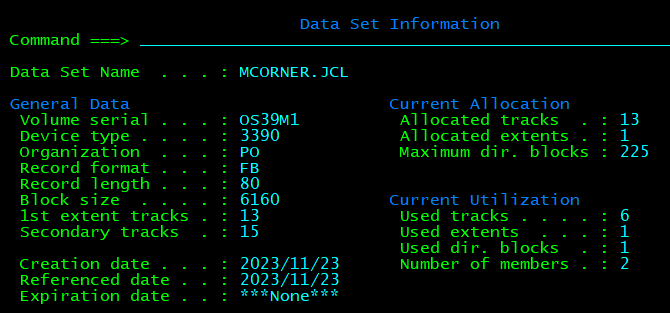 Data Set Information
Command ===>
Data Set Name  . . . : MCORNER.JCL
General Data                          Current Allocation
 Volume serial . . . : OS39M1          Allocated tracks  . : 13
 Device type . . . . : 3390            Allocated extents . : 1
 Organization  . . . : PO              Maximum dir. blocks : 225
 Record format . . . : FB
 Record length . . . : 80
 Block size  . . . . : 6160           Current Utilization
 1st extent tracks . : 13              Used tracks . . . . : 6
 Secondary tracks  . : 15              Used extents  . . . : 1
                                       Used dir. blocks  . : 1
 Creation date . . . : 2023/11/23      Number of members . : 2
 Referenced date . . : 2023/11/23
 Expiration date . . : ***None***